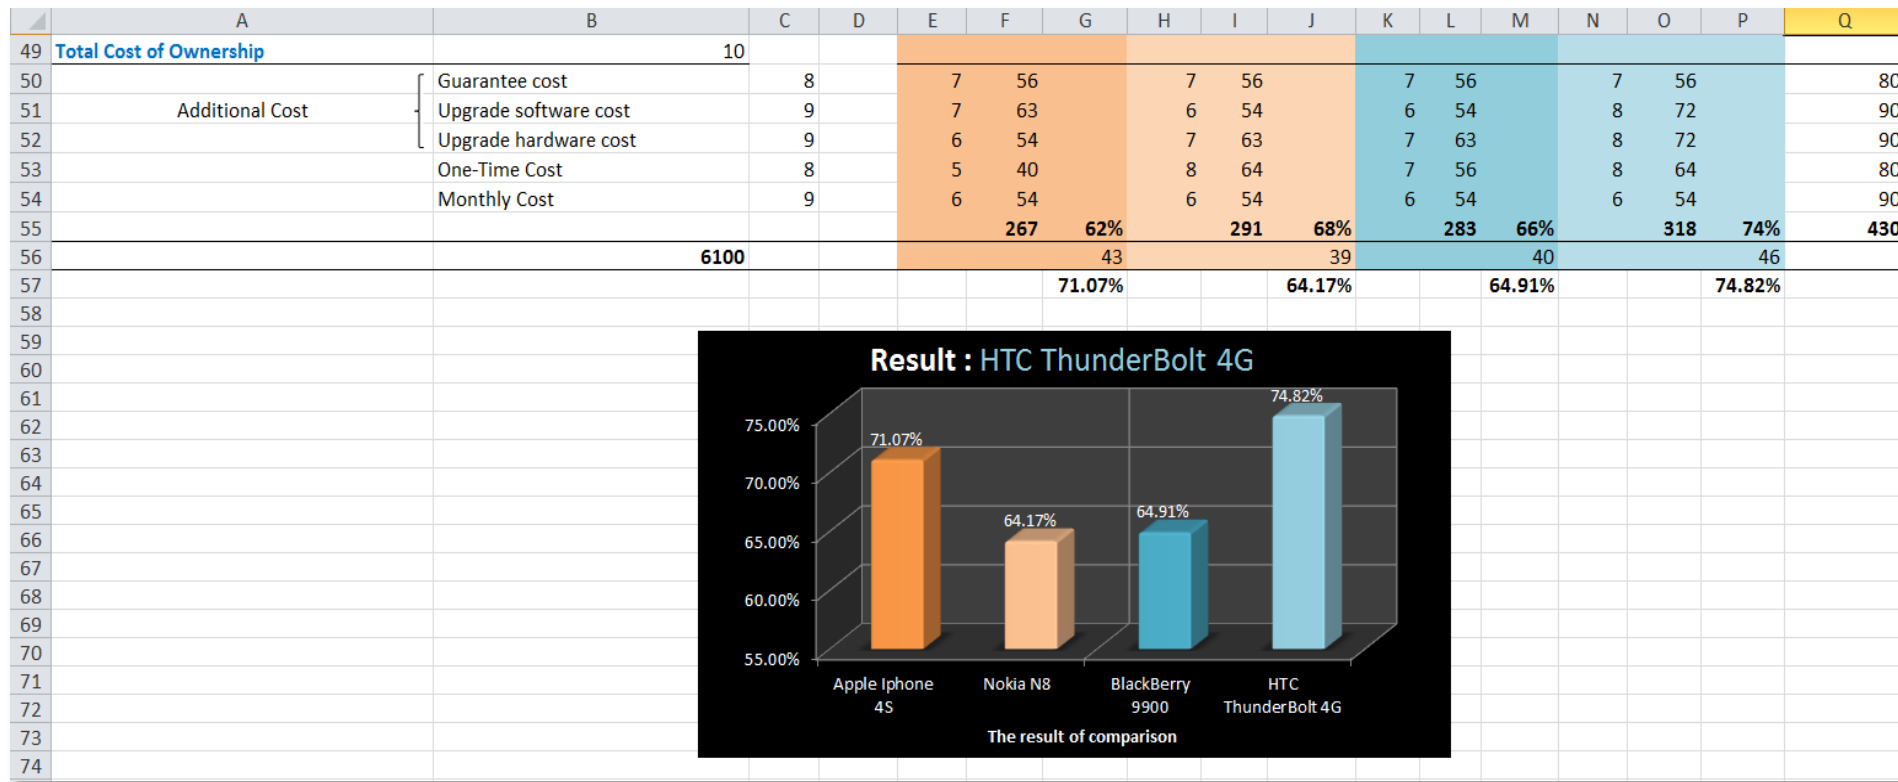 A B C D E F G H I J K L M N O P Q
49 Total Cost of Ownership 10
50 Guarantee cost 8 7 56 7 56 7 56 7 56 80
51 Additional Cost Upgrade software cost 9 7 63 6 54 6 54 8 72 90
52 Upgrade hardware cost 9 6 54 7 63 7 63 8 72 90
53 One-Time Cost 8 5 40 8 64 7 56 8 64 80
54 Monthly Cost 9 6 54 6 54 6 54 6 54 90
55 267 62% 291 68% 283 66% 318 74% 430
56 6100 43 39 40 46
57 71.07% 64.17% 64.91% 74.82%
58
59
60
61
62
63
64
65
66
67
68
69
70
71
72
73
74
Result : HTC ThunderBolt 4G
74.82%
75.00%
71.07%
70.00%
64.17% 64.91%
65.00%
60.00%
55.00%
Apple Iphone 4S Nokia N8 BlackBerry 9900 HTC ThunderBolt 4G
The result of comparison